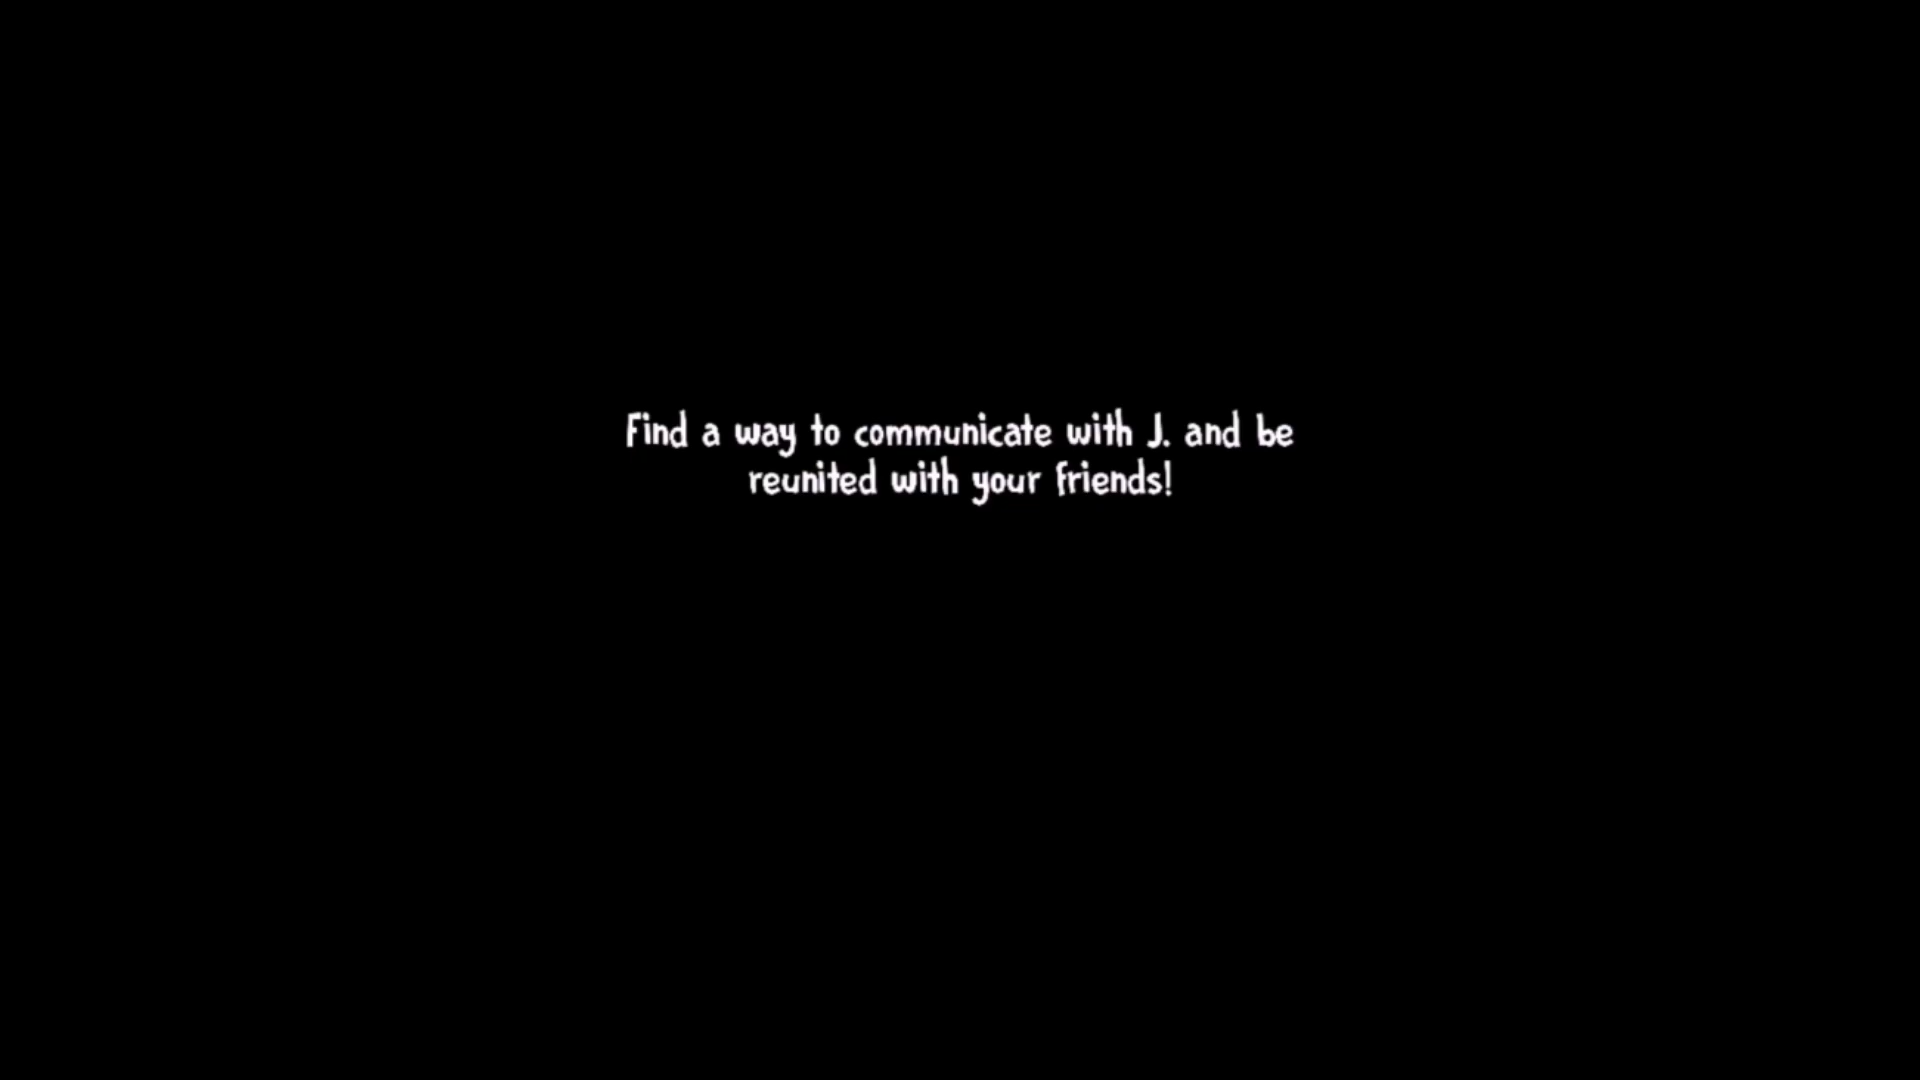 Find a way to communicate with J. and be
reunited with your friends!